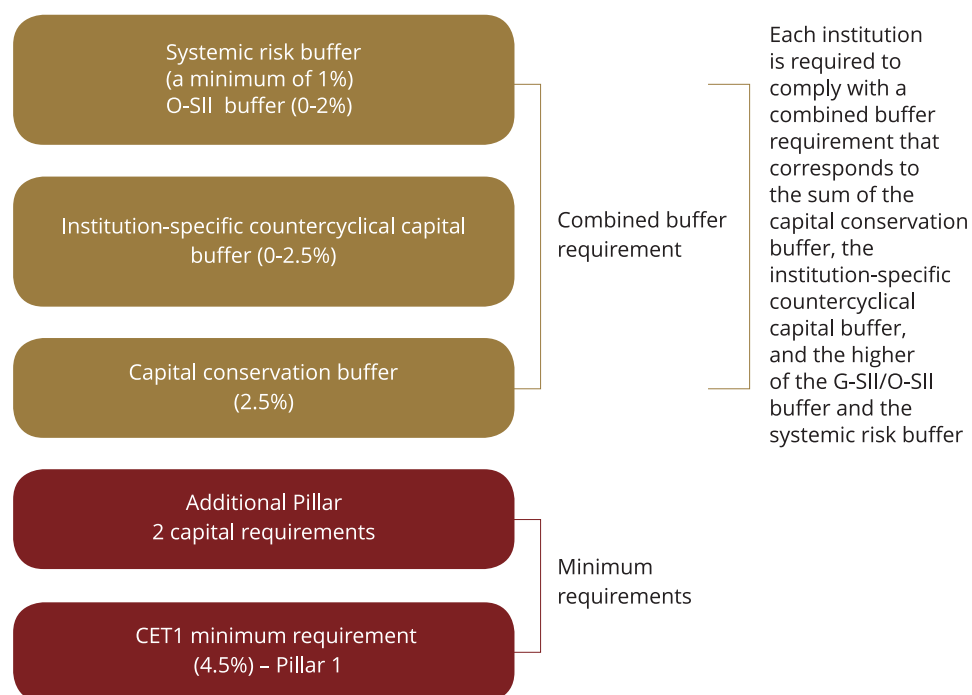 Systemic risk buffer
(a minimum of 1%)
O-SII buffer (0-2%)
Institution-specific countercyclical capital
buffer (0-2.5%)
Capital conservation buffer
(2.5%)
Combined buffer
requirement
Each institution
is required to
comply with a
combined buffer
requirement that
corresponds to
the sum of the
capital conservation
buffer, the
institution-specific
countercyclical
capital buffer,
and the higher
of the G-SII/O-SII
buffer and the
systemic risk buffer
Additional Pillar
2 capital requirements
CET1 minimum requirement
(4.5%) – Pillar 1
Minimum
requirements